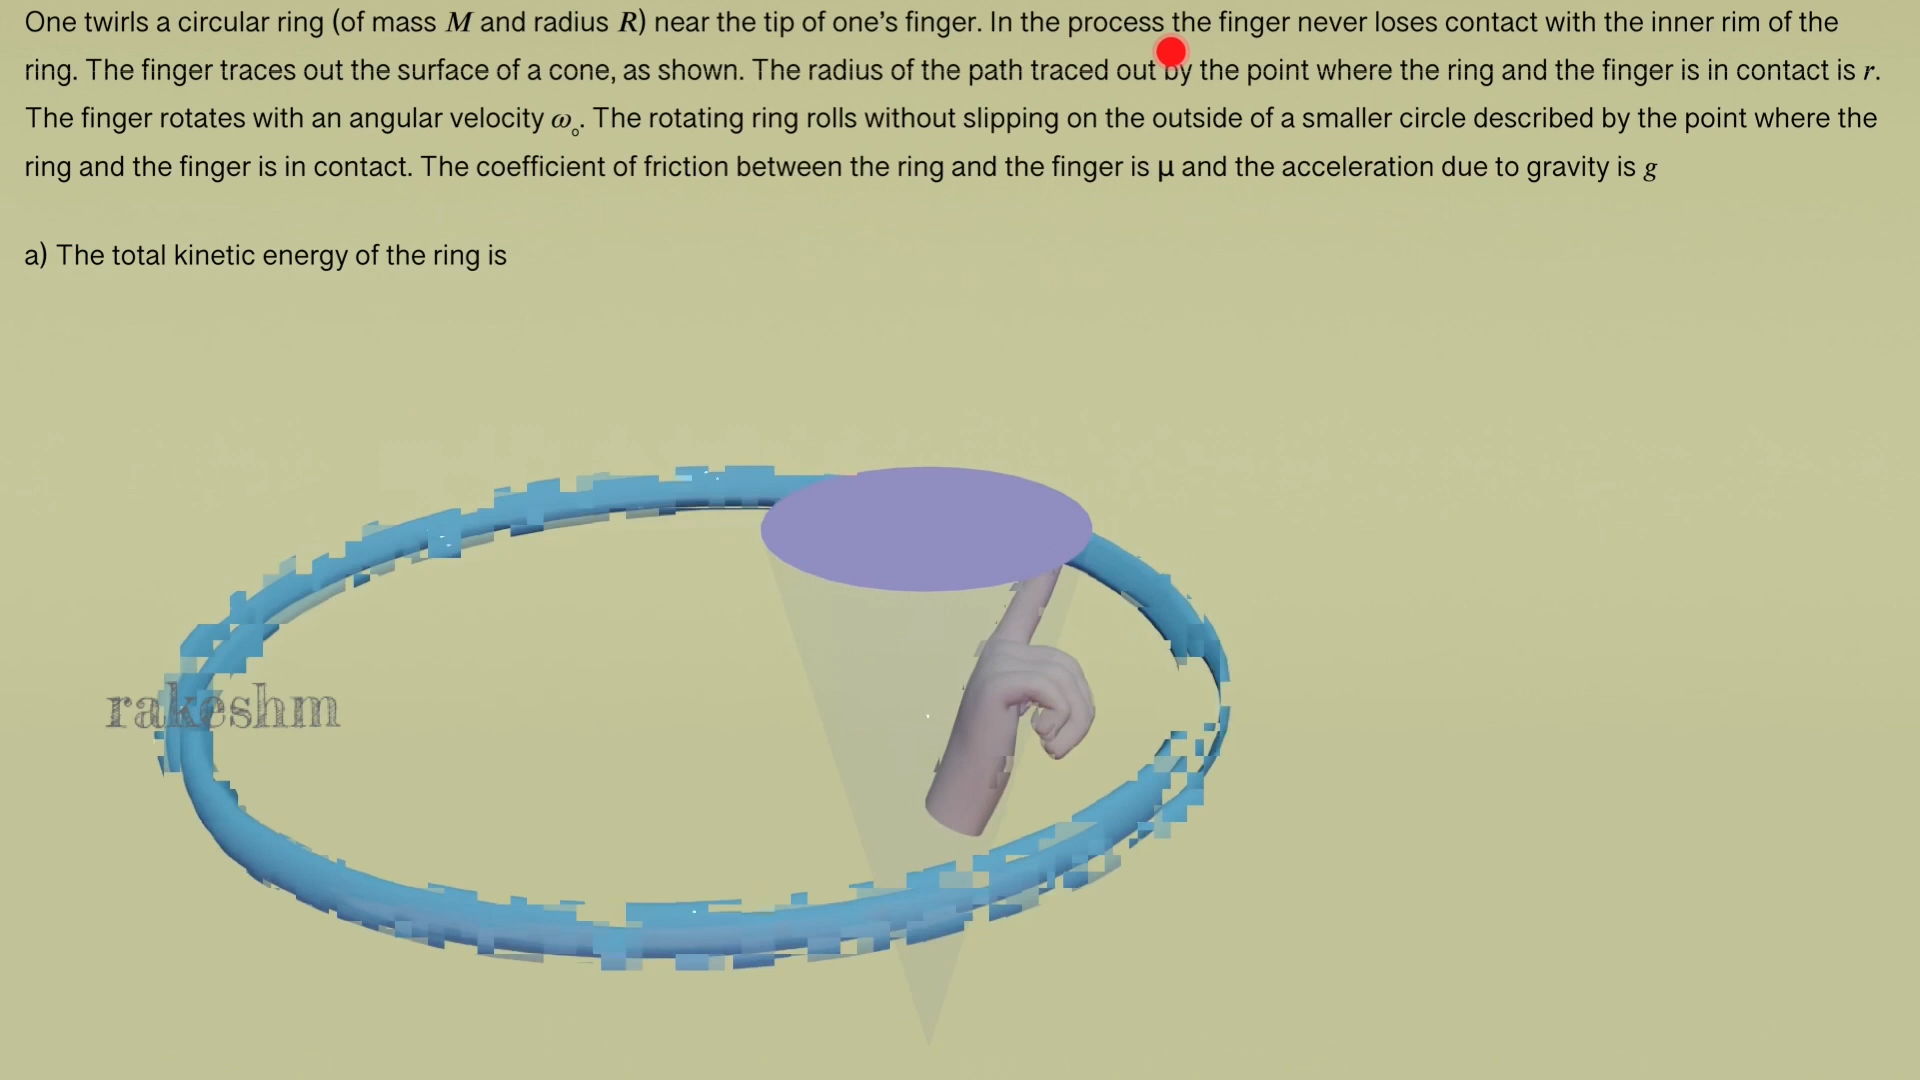 One twirls a circular ring (of mass M and radius R) near the tip of one’s finger. In the process the finger never loses contact with the inner rim of the
ring. The finger traces out the surface of a cone, as shown. The radius of the path traced out by the point where the ring and the finger is in contact is r.
The finger rotates with an angular velocity ω₀. The rotating ring rolls without slipping on the outside of a smaller circle described by the point where the
ring and the finger is in contact. The coefficient of friction between the ring and the finger is μ and the acceleration due to gravity is g
a) The total kinetic energy of the ring is
rakeshm